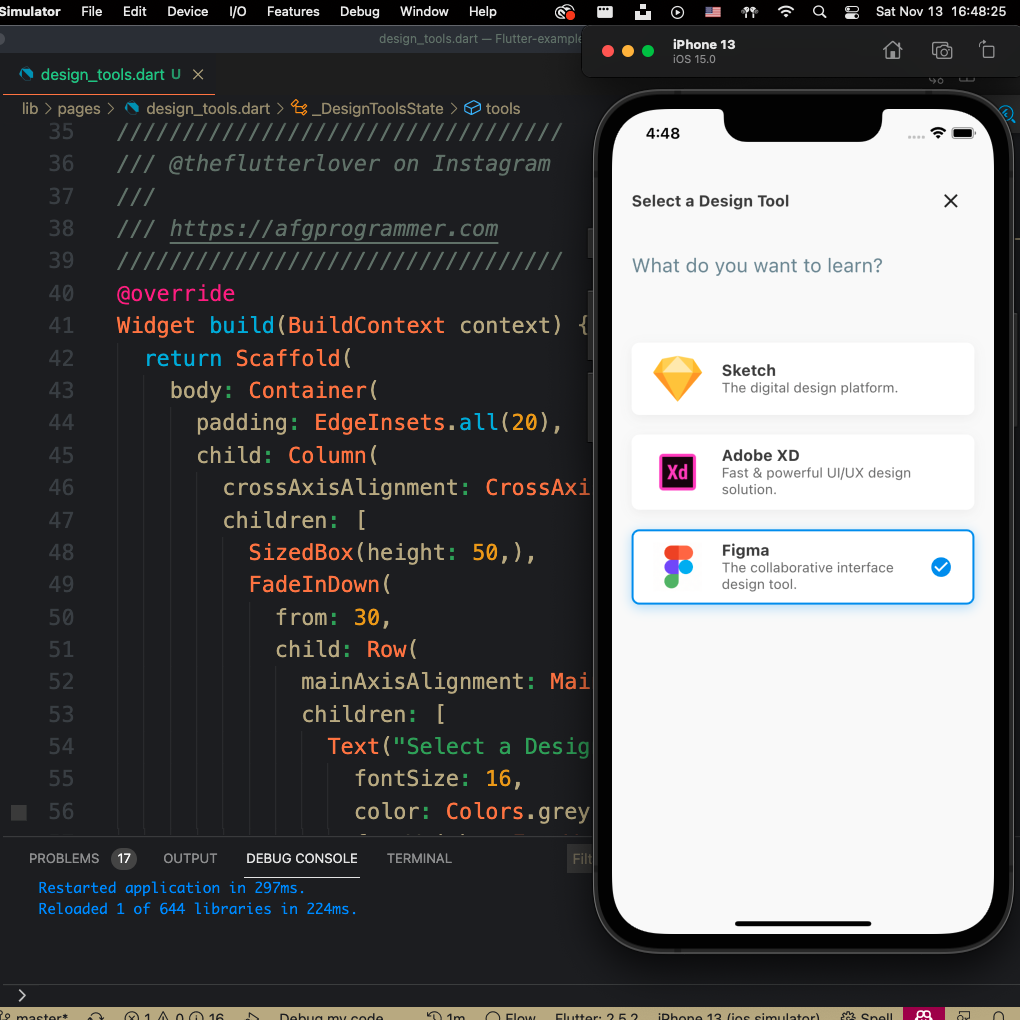 Simulator File Edit Device I/O Features Debug Window Help Sat Nov 13 16:48:25
design_tools.dart — Flutter-example
iPhone 13
iOS 15.0
design_tools.dart U
lib > pages > design_tools.dart > _DesignToolsState > tools
35 //////////////////////////////////
36 /// @theflutterlover on Instagram
37 ///
38 /// https://afgprogrammer.com
39 //////////////////////////////////
40 @override
41 Widget build(BuildContext context) {
42 return Scaffold(
43 body: Container(
44 padding: EdgeInsets.all(20),
45 child: Column(
46 crossAxisAlignment: CrossAxi
47 children: [
48 SizedBox(height: 50,),
49 FadeInDown(
50 from: 30,
51 child: Row(
52 mainAxisAlignment: Mai
53 children: [
54 Text("Select a Desig
55 fontSize: 16,
56 color: Colors.grey
PROBLEMS 17 OUTPUT DEBUG CONSOLE TERMINAL Filt
Restarted application in 297ms.
Reloaded 1 of 644 libraries in 224ms.
>
master* 1 0 16 Debug my code 1m Flow Flutter: 2.5.2 iPhone 13 (ios simulator) Spell
4:48
Select a Design Tool
What do you want to learn?
Sketch
The digital design platform.
Xd
Adobe XD
Fast & powerful UI/UX design
solution.
Figma
The collaborative interface
design tool.